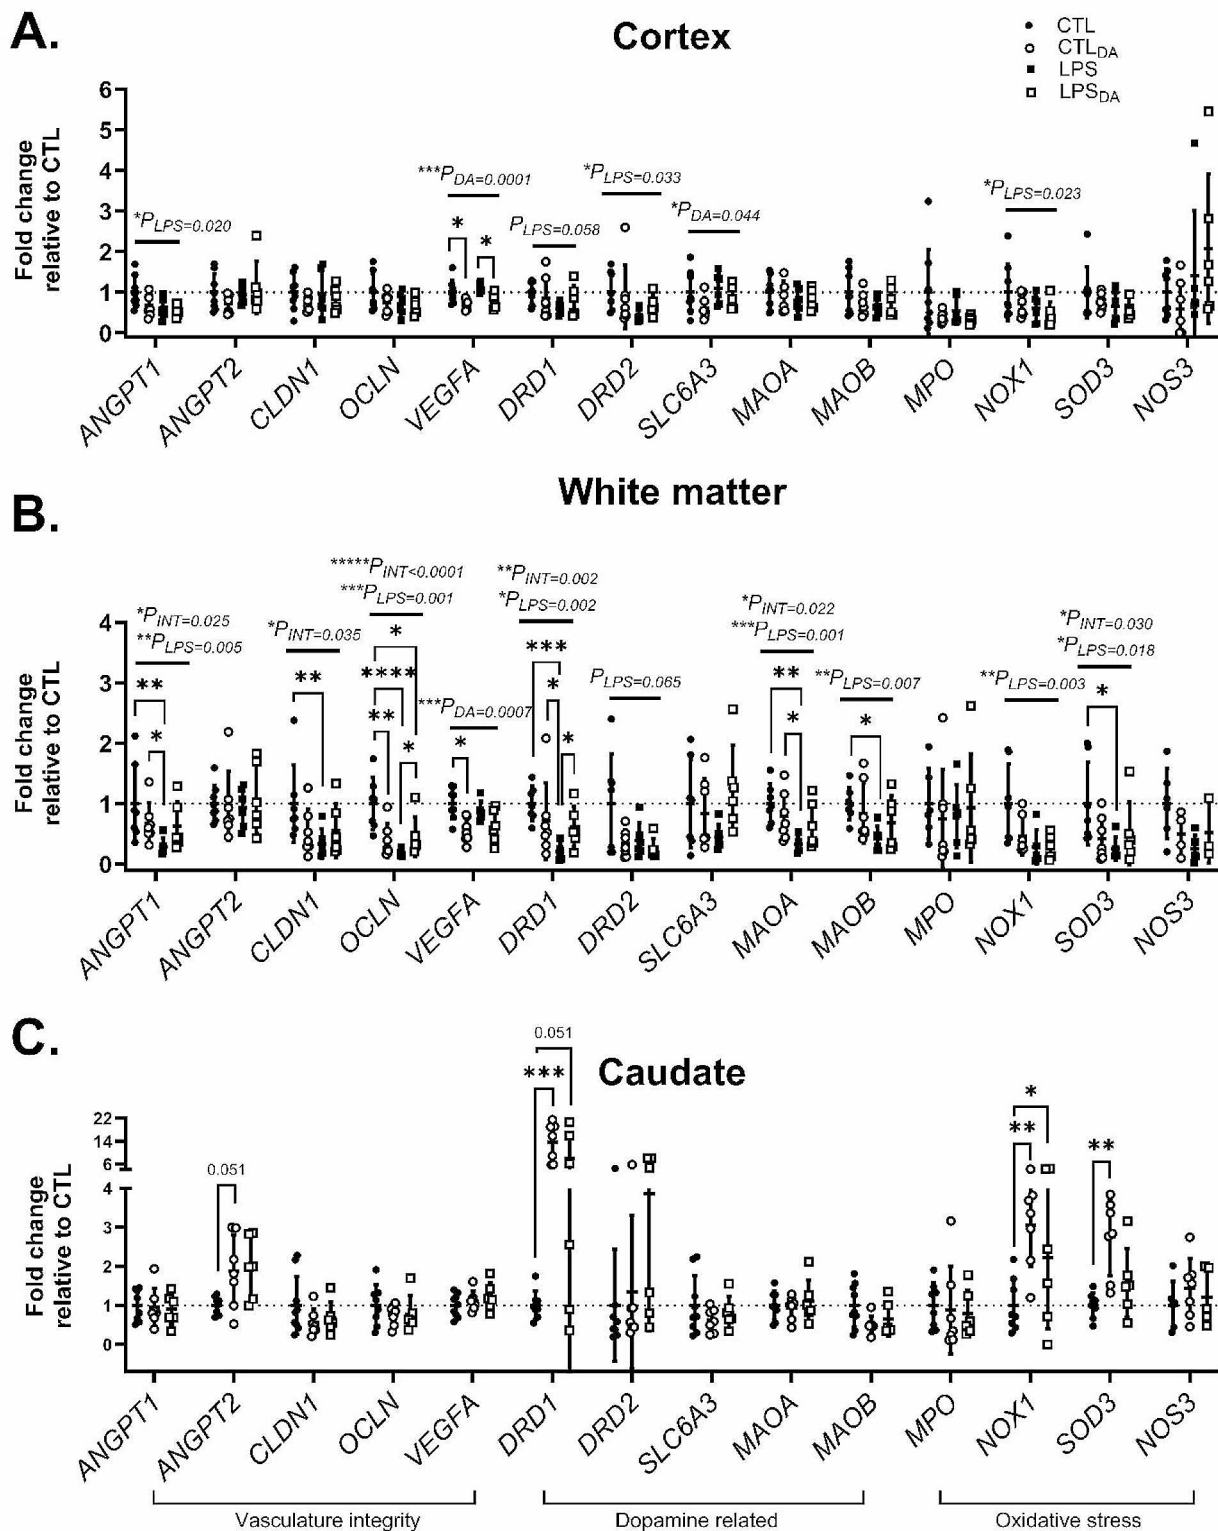 A.
Cortex
CTL
CTLDA
LPS
LPSDA
Fold change
relative to CTL
6
5
4
3
2
1
0
*PLPS=0.020
***PDA=0.0001
*
*
PLPS=0.058
*PLPS=0.033
*PDA=0.044
*PLPS=0.023
ANGPT1
ANGPT2
CLDN1
OCLN
VEGFA
DRD1
DRD2
SLC6A3
MAOA
MAOB
MPO
NOX1
SOD3
NOS3
B.
White matter
Fold change
relative to CTL
4
3
2
1
0
*PINT=0.025
**PLPS=0.005
**
*
*PINT=0.035
**
*****PINT<0.0001
***PLPS=0.001
*
****
**
*
***PDA=0.0007
*
**PINT=0.002
*PLPS=0.002
***
*
*
PLPS=0.065
*PINT=0.022
***PLPS=0.001
**
*
**PLPS=0.007
*
**PLPS=0.003
*PINT=0.030
*PLPS=0.018
*
ANGPT1
ANGPT2
CLDN1
OCLN
VEGFA
DRD1
DRD2
SLC6A3
MAOA
MAOB
MPO
NOX1
SOD3
NOS3
C.
Caudate
Fold change
relative to CTL
22
14
6
4
3
2
1
0
0.051
0.051
***
*
**
**
ANGPT1
ANGPT2
CLDN1
OCLN
VEGFA
DRD1
DRD2
SLC6A3
MAOA
MAOB
MPO
NOX1
SOD3
NOS3
Vasculature integrity
Dopamine related
Oxidative stress